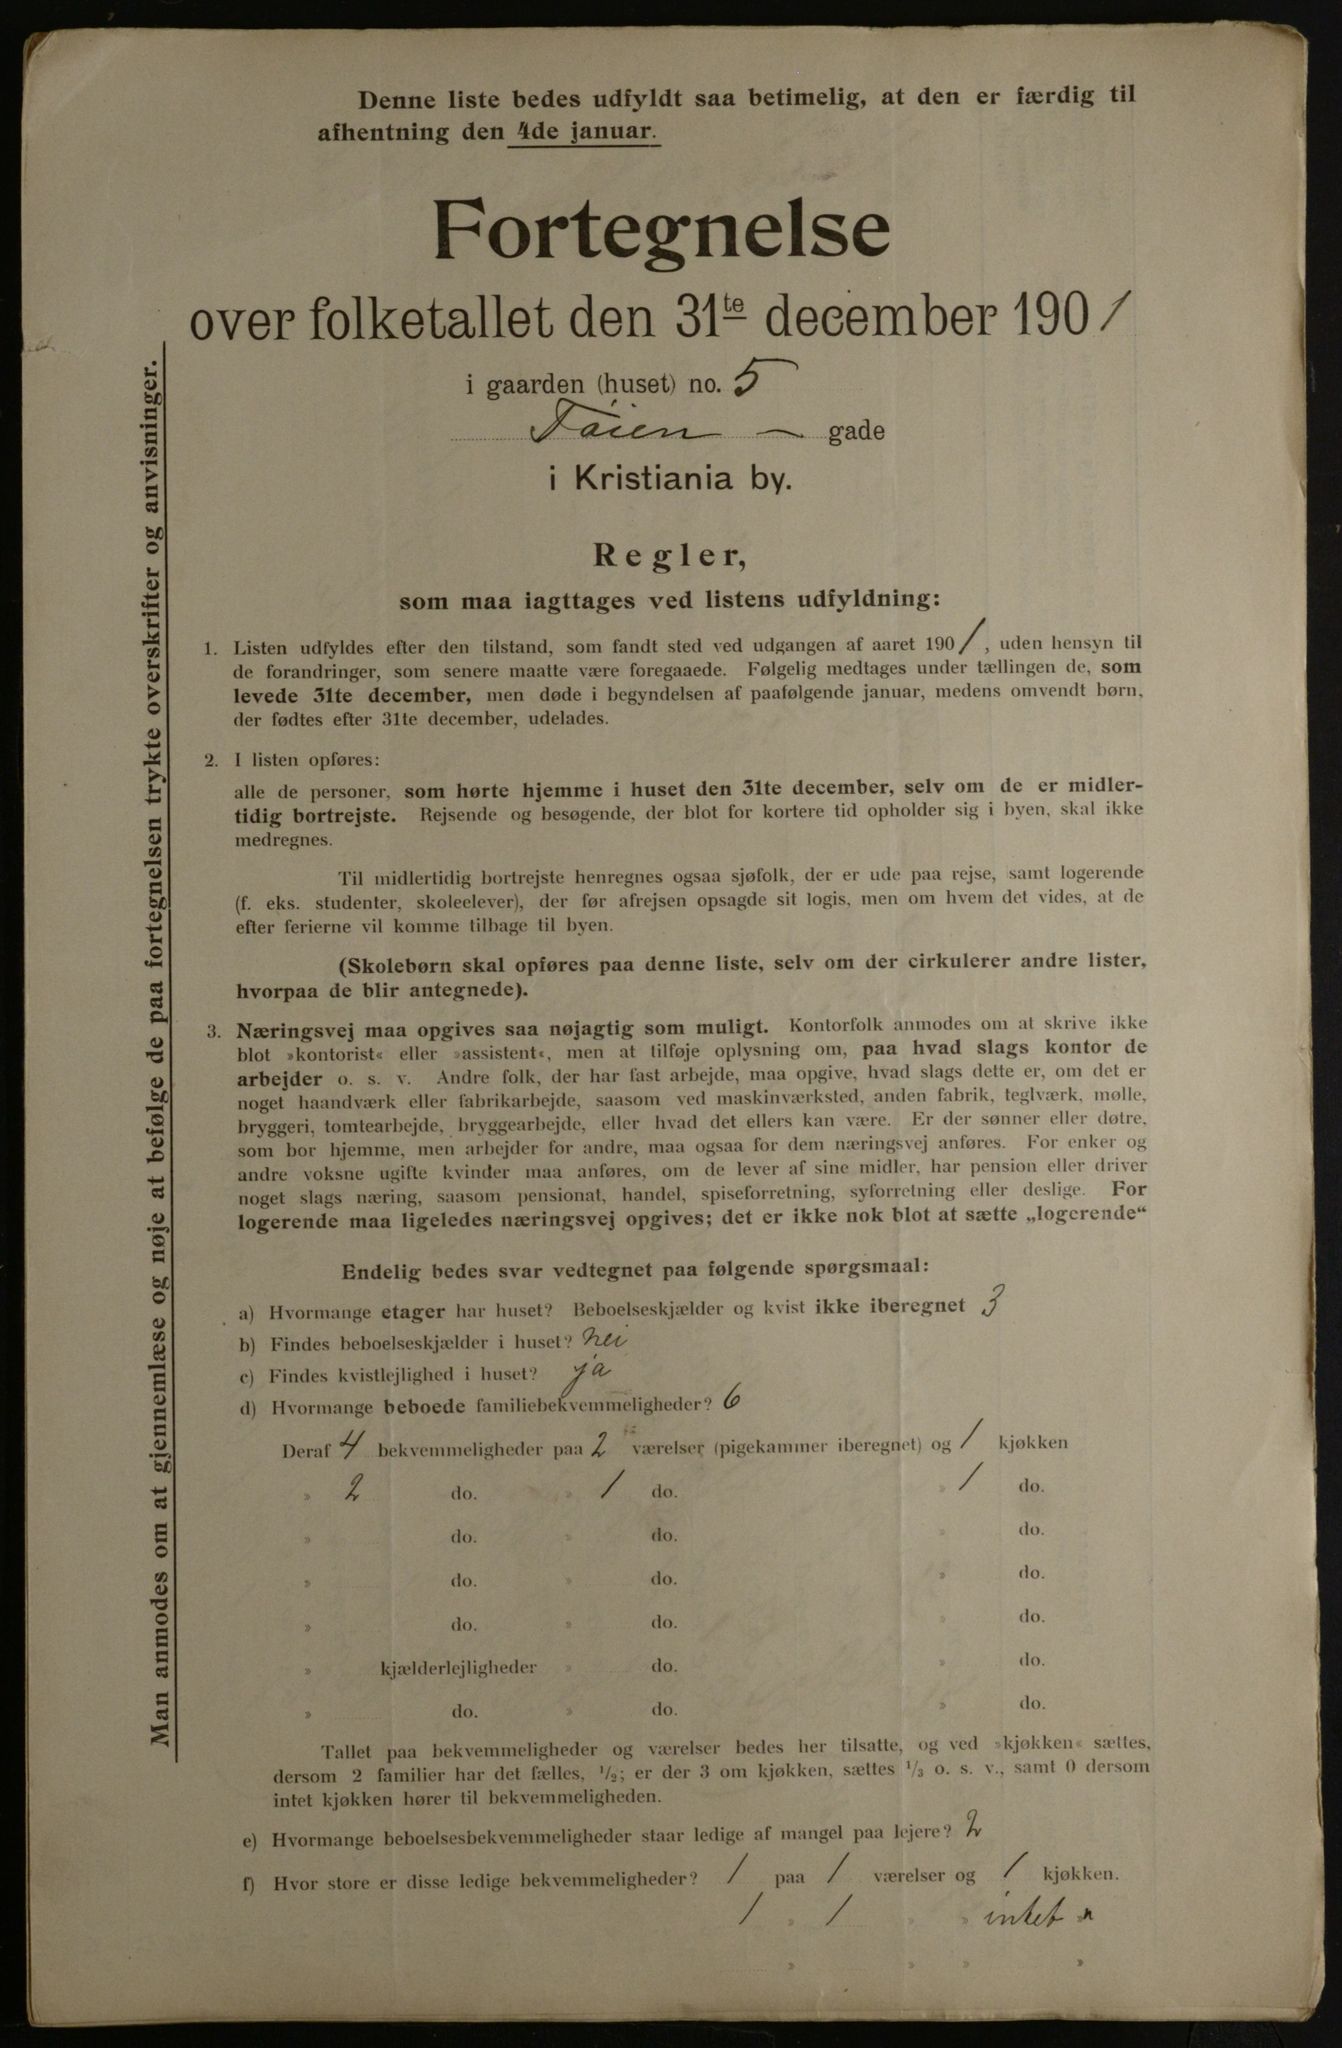 Denne liste bedes udfyldt saa betimelig, at den er færdig til
afhentning den 4de januar.
Fortegnelse
over folketallet den 31te december 1901
i gaarden (huset) no. 5
Tøien — gade
i Kristiania by.
Regler,
som maa iagttages ved listens udfyldning:
1. Listen udfyldes efter den tilstand, som fandt sted ved udgangen af aaret 1901, uden hensyn til
de forandringer, som senere maatte være foregaaede. Følgelig medtages under tællingen de, som
levede 31te december, men døde i begyndelsen af paafølgende januar, medens omvendt børn,
der fødtes efter 31te december, udelades.
2. I listen opføres:
alle de personer, som hørte hjemme i huset den 31te december, selv om de er midler-
tidig bortrejste. Rejsende og besøgende, der blot for kortere tid opholder sig i byen, skal ikke
medregnes.
Til midlertidig bortrejste henregnes ogsaa sjøfolk, der er ude paa rejse, samt logerende
(f. eks. studenter, skoleelever), der før afrejsen opsagde sit logis, men om hvem det vides, at de
efter ferierne vil komme tilbage til byen.
(Skolebørn skal opføres paa denne liste, selv om der cirkulerer andre lister,
hvorpaa de blir antegnede).
3. Næringsvej maa opgives saa nøjagtig som muligt. Kontorfolk anmodes om at skrive ikke
blot »kontorist« eller »assistent«, men at tilføje oplysning om, paa hvad slags kontor de
arbejder o. s. v. Andre folk, der har fast arbejde, maa opgive, hvad slags dette er, om det er
noget haandværk eller fabrikarbejde, saasom ved maskinværksted, anden fabrik, teglværk, mølle,
bryggeri, tomtearbejde, bryggearbejde, eller hvad det ellers kan være. Er der sønner eller døtre,
som bor hjemme, men arbejder for andre, maa ogsaa for dem næringsvej anføres. For enker og
andre voksne ugifte kvinder maa anføres, om de lever af sine midler, har pension eller driver
noget slags næring, saasom pensionat, handel, spiseforretning, syforretning eller deslige. For
logerende maa ligeledes næringsvej opgives; det er ikke nok blot at sætte „logerende“
Endelig bedes svar vedtegnet paa følgende spørgsmaal:
a) Hvormange etager har huset? Beboelseskjælder og kvist ikke iberegnet 3
b) Findes beboelseskjælder i huset? nei
c) Findes kvistlejlighed i huset? ja
d) Hvormange beboede familiebekvemmeligheder? 6
Deraf 4 bekvemmeligheder paa 2 værelser (pigekammer iberegnet) og 1 kjøkken
» 2 do. » 1 do. » 1 do.
» do. » do. » do.
» do. » do. » do.
» do. » do. » do.
» kjælderlejligheder » do. » do.
» do. » do. » do.
Tallet paa bekvemmeligheder og værelser bedes her tilsatte, og ved »kjøkken« sættes,
dersom 2 familier har det fælles, 1/2; er der 3 om kjøkken, sættes 1/3 o. s. v., samt 0 dersom
intet kjøkken hører til bekvemmeligheden.
e) Hvormange beboelsesbekvemmeligheder staar ledige af mangel paa lejere? 2
f) Hvor store er disse ledige bekvemmeligheder? 1 paa 1 værelser og 1 kjøkken.
1 » 1 » » intet »
» » » »
Man anmodes om at gjennemlæse og nøje at befølge de paa fortegnelsen trykte overskrifter og anvisninger.